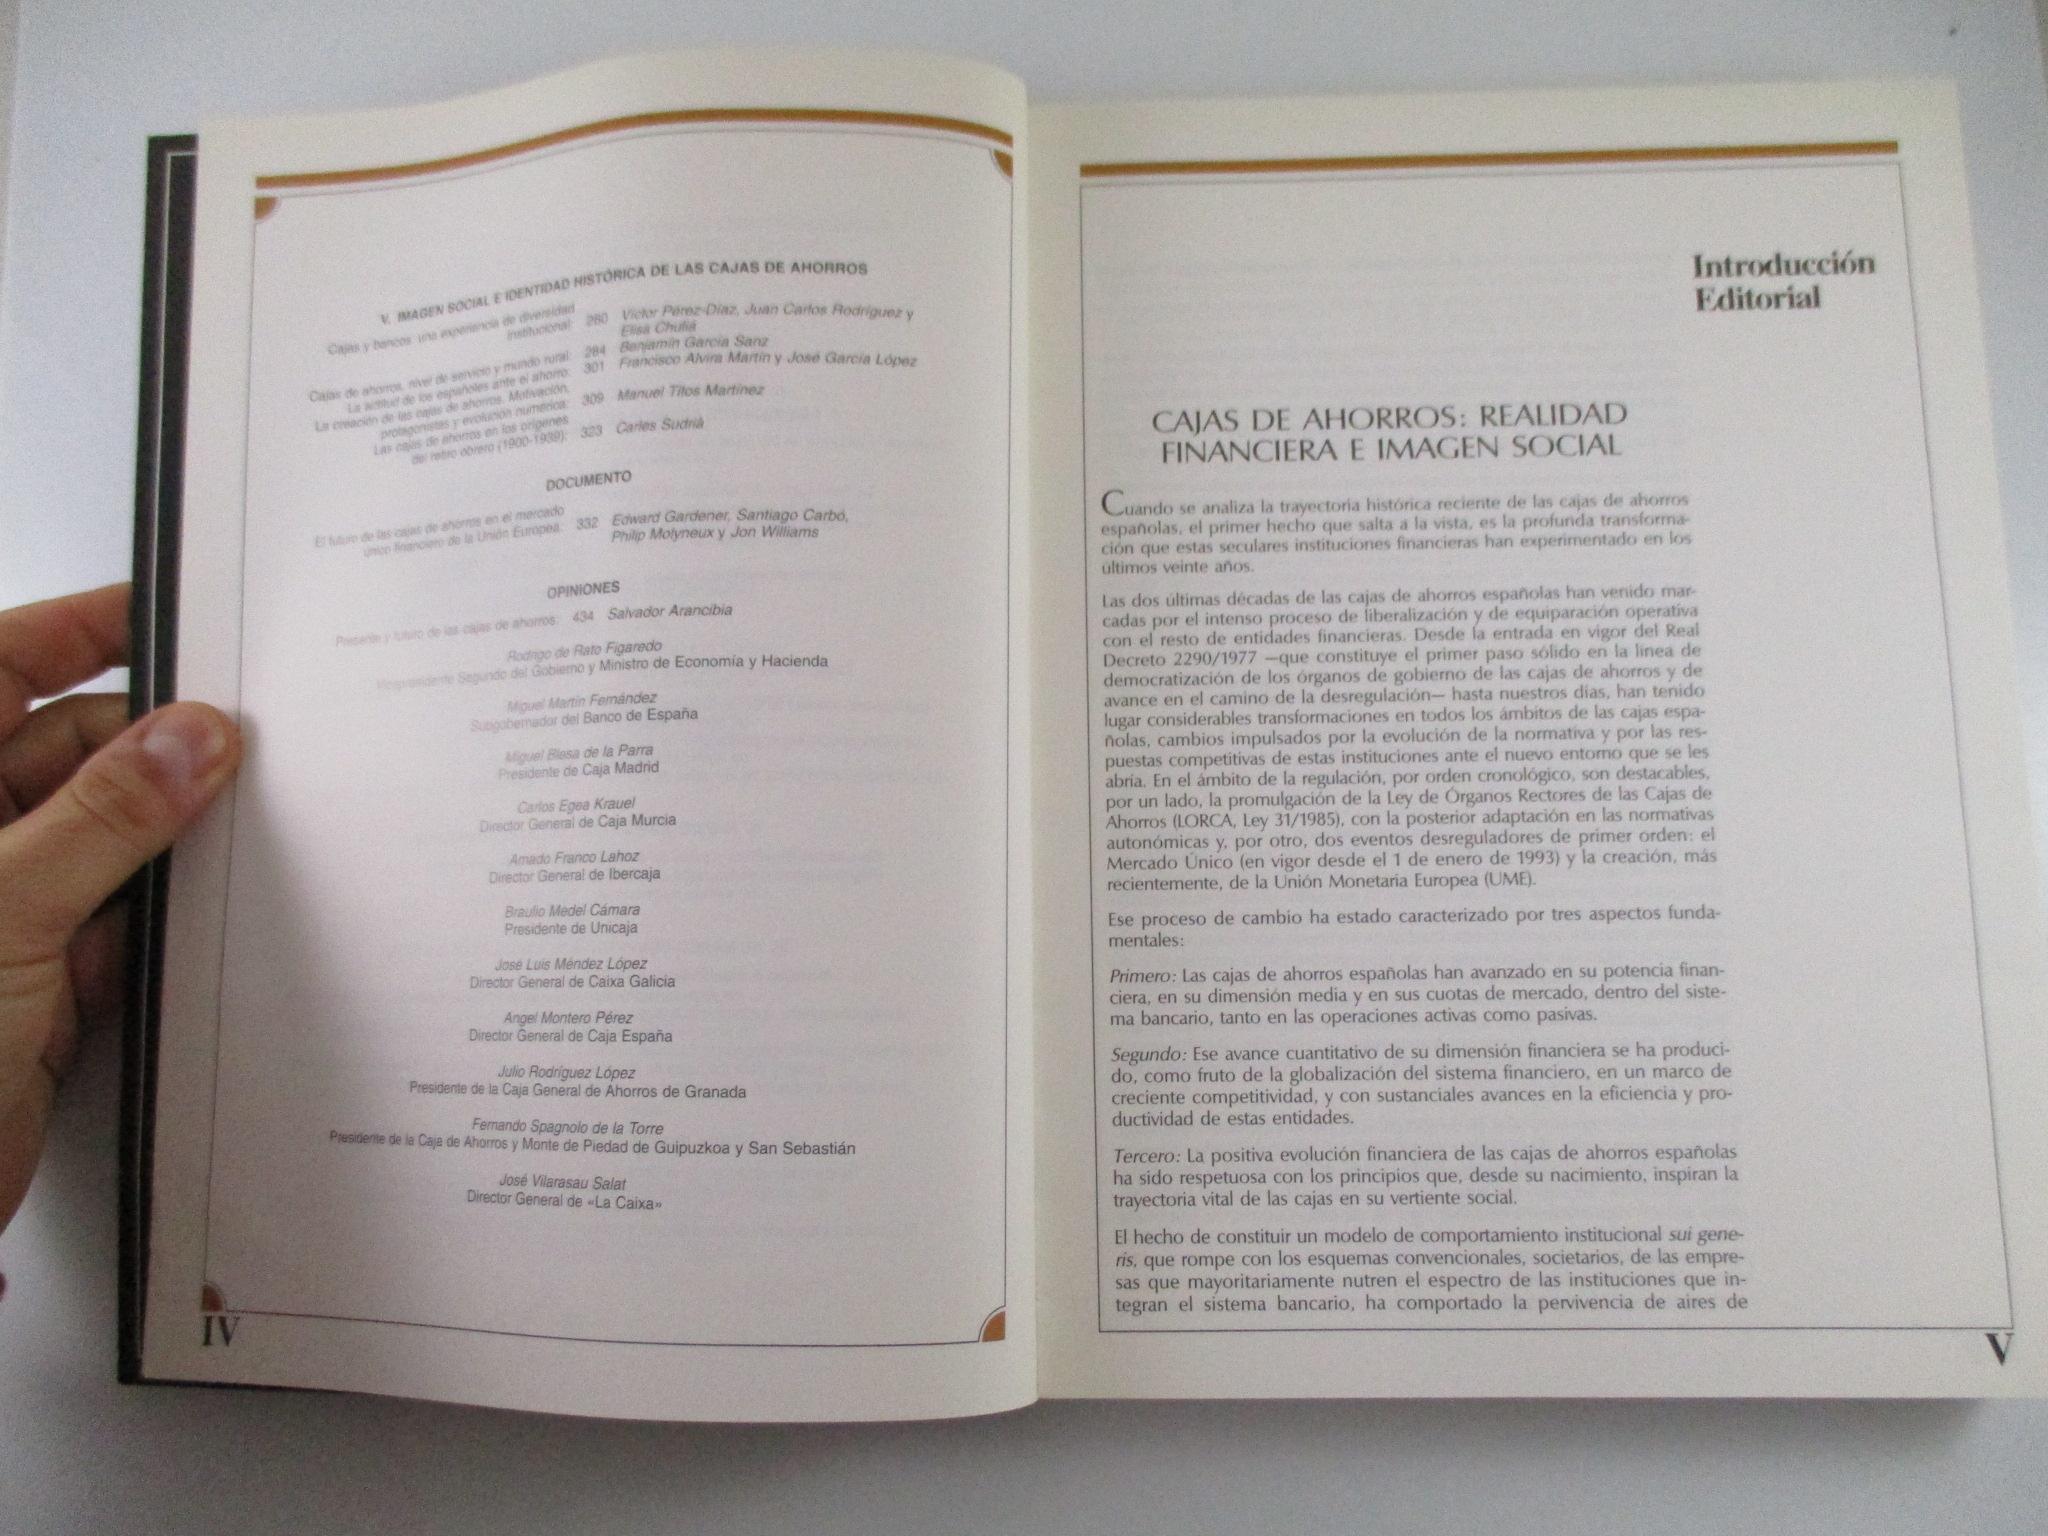 V. IMAGEN SOCIAL E IDENTIDAD HISTÓRICA DE LAS CAJAS DE AHORROS
Cajas y bancos: una experiencia de diversidad
institucional: 260 Víctor Pérez-Díaz, Juan Carlos Rodríguez y
Elisa Chuliá
Cajas de ahorros, nivel de servicio y mundo rural: 284 Benjamín García Sanz
La actitud de los españoles ante el ahorro: 301 Francisco Alvira Martín y José García López
La creación de las cajas de ahorros. Motivación,
protagonistas y evolución numérica: 309 Manuel Titos Martínez
Las cajas de ahorros en los orígenes
del retiro obrero (1900-1939): 323 Carles Sudrià
DOCUMENTO
El futuro de las cajas de ahorros en el mercado
único financiero de la Unión Europea: 332 Edward Gardener, Santiago Carbó,
Philip Molyneux y Jon Williams
OPINIONES
Presente y futuro de las cajas de ahorros: 434 Salvador Arancibia
Rodrigo de Rato Figaredo
Vicepresidente Segundo del Gobierno y Ministro de Economía y Hacienda
Miguel Martín Fernández
Subgobernador del Banco de España
Miguel Blesa de la Parra
Presidente de Caja Madrid
Carlos Egea Krauel
Director General de Caja Murcia
Amado Franco Lahoz
Director General de Ibercaja
Braulio Medel Cámara
Presidente de Unicaja
José Luis Méndez López
Director General de Caixa Galicia
Angel Montero Pérez
Director General de Caja España
Julio Rodríguez López
Presidente de la Caja General de Ahorros de Granada
Fernando Spagnolo de la Torre
Presidente de la Caja de Ahorros y Monte de Piedad de Guipuzkoa y San Sebastián
José Vilarasau Salat
Director General de «La Caixa»
IV
Introducción
Editorial
CAJAS DE AHORROS: REALIDAD
FINANCIERA E IMAGEN SOCIAL
Cuando se analiza la trayectoria histórica reciente de las cajas de ahorros
españolas, el primer hecho que salta a la vista, es la profunda transforma-
ción que estas seculares instituciones financieras han experimentado en los
últimos veinte años.
Las dos últimas décadas de las cajas de ahorros españolas han venido mar-
cadas por el intenso proceso de liberalización y de equiparación operativa
con el resto de entidades financieras. Desde la entrada en vigor del Real
Decreto 2290/1977 —que constituye el primer paso sólido en la línea de
democratización de los órganos de gobierno de las cajas de ahorros y de
avance en el camino de la desregulación— hasta nuestros días, han tenido
lugar considerables transformaciones en todos los ámbitos de las cajas espa-
ñolas, cambios impulsados por la evolución de la normativa y por las res-
puestas competitivas de estas instituciones ante el nuevo entorno que se les
abría. En el ámbito de la regulación, por orden cronológico, son destacables,
por un lado, la promulgación de la Ley de Órganos Rectores de las Cajas de
Ahorros (LORCA, Ley 31/1985), con la posterior adaptación en las normativas
autonómicas y, por otro, dos eventos desreguladores de primer orden: el
Mercado Único (en vigor desde el 1 de enero de 1993) y la creación, más
recientemente, de la Unión Monetaria Europea (UME).
Ese proceso de cambio ha estado caracterizado por tres aspectos funda-
mentales:
Primero: Las cajas de ahorros españolas han avanzado en su potencia finan-
ciera, en su dimensión media y en sus cuotas de mercado, dentro del siste-
ma bancario, tanto en las operaciones activas como pasivas.
Segundo: Ese avance cuantitativo de su dimensión financiera se ha produci-
do, como fruto de la globalización del sistema financiero, en un marco de
creciente competitividad, y con sustanciales avances en la eficiencia y pro-
ductividad de estas entidades.
Tercero: La positiva evolución financiera de las cajas de ahorros españolas
ha sido respetuosa con los principios que, desde su nacimiento, inspiran la
trayectoria vital de las cajas en su vertiente social.
El hecho de constituir un modelo de comportamiento institucional sui gene-
ris, que rompe con los esquemas convencionales, societarios, de las empre-
sas que mayoritariamente nutren el espectro de las instituciones que in-
tegran el sistema bancario, ha comportado la pervivencia de aires de
V